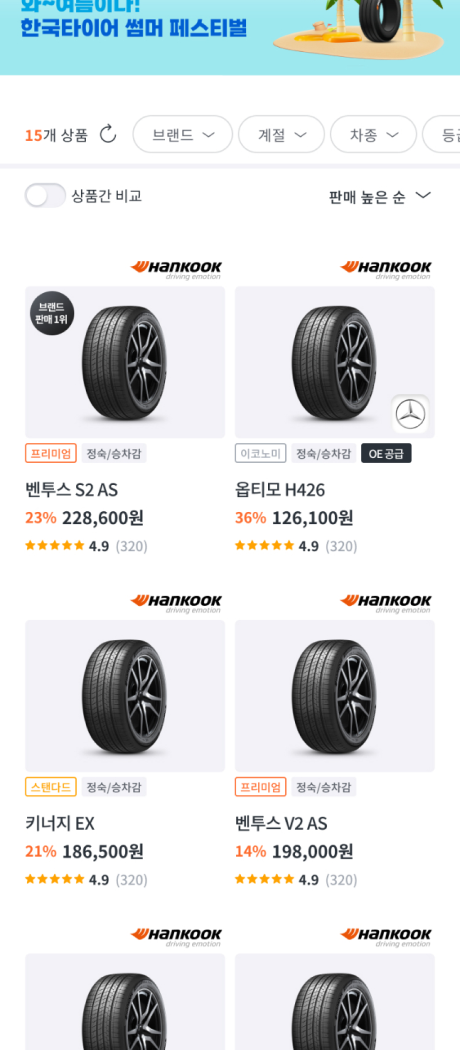 와~여름이다!
한국타이어 썸머 페스티벌
15개 상품
브랜드
계절
차종
등급
상품간 비교
판매 높은 순
HANKOOK
driving emotion
HANKOOK
driving emotion
브랜드
판매 1위
프리미엄 정숙/승차감
이코노미 정숙/승차감 OE 공급
벤투스 S2 AS
옵티모 H426
23% 228,600원
36% 126,100원
4.9 (320)
4.9 (320)
HANKOOK
driving emotion
HANKOOK
driving emotion
스탠다드 정숙/승차감
프리미엄 정숙/승차감
키너지 EX
벤투스 V2 AS
21% 186,500원
14% 198,000원
4.9 (320)
4.9 (320)
HANKOOK
driving emotion
HANKOOK
driving emotion